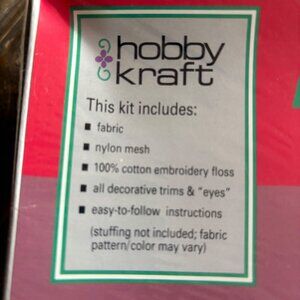 hobby
kraft
This kit includes:
▪ fabric
▪ nylon mesh
▪ 100% cotton embroidery floss
▪ all decorative trims & "eyes"
▪ easy-to-follow instructions
(stuffing not included; fabric
pattern/color may vary)